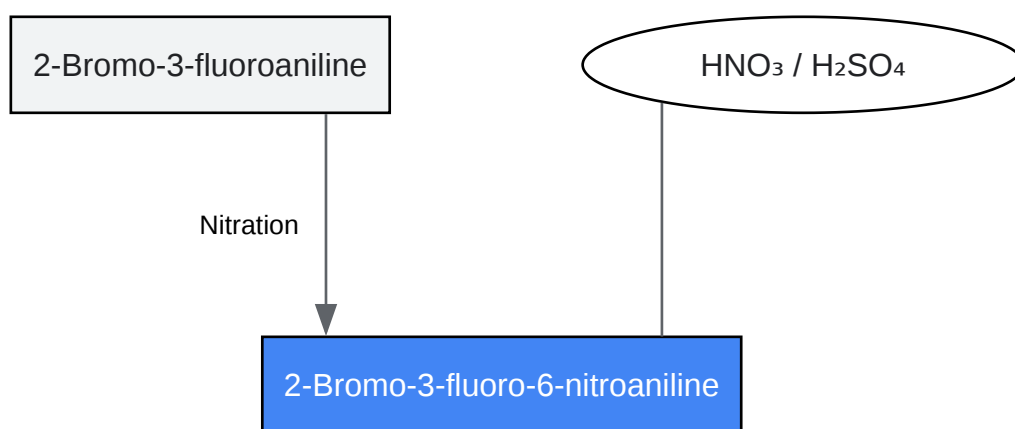 2-Bromo-3-fluoroaniline
HNO₃ / H₂SO₄
Nitration
2-Bromo-3-fluoro-6-nitroaniline